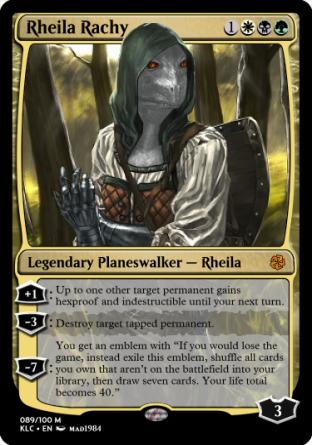 Rheila Rachy 1
Legendary Planeswalker — Rheila
+1: Up to one other target permanent gains
hexproof and indestructible until your next turn.
-3: Destroy target tapped permanent.
You get an emblem with “If you would lose the
game, instead exile this emblem, shuffle all cards
-7: you own that aren't on the battlefield into your
library, then draw seven cards. Your life total
becomes 40.”
089/100 M
KLC • EN MAD1984
3